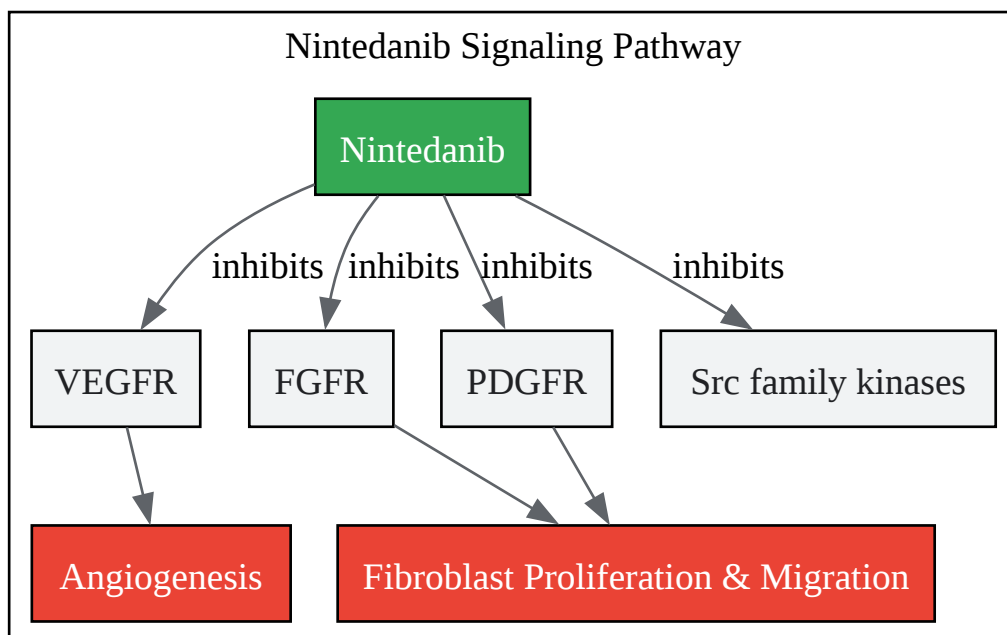 Nintedanib Signaling Pathway
Nintedanib
inhibits inhibits inhibits inhibits
VEGFR FGFR PDGFR Src family kinases
Angiogenesis Fibroblast Proliferation & Migration